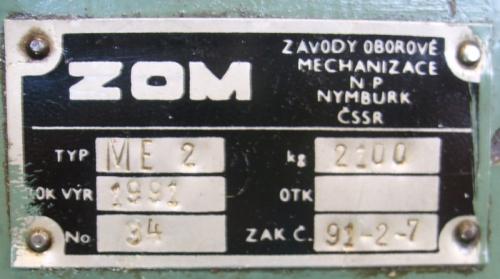 ZOM
ZÁVODY OBOROVÉ
MECHANIZACE
N P
NYMBURK
ČSSR
TYP ME 2 kg 2100
ROK VÝR 1991 OTK
No 34 ZAK Č. 91-2-7